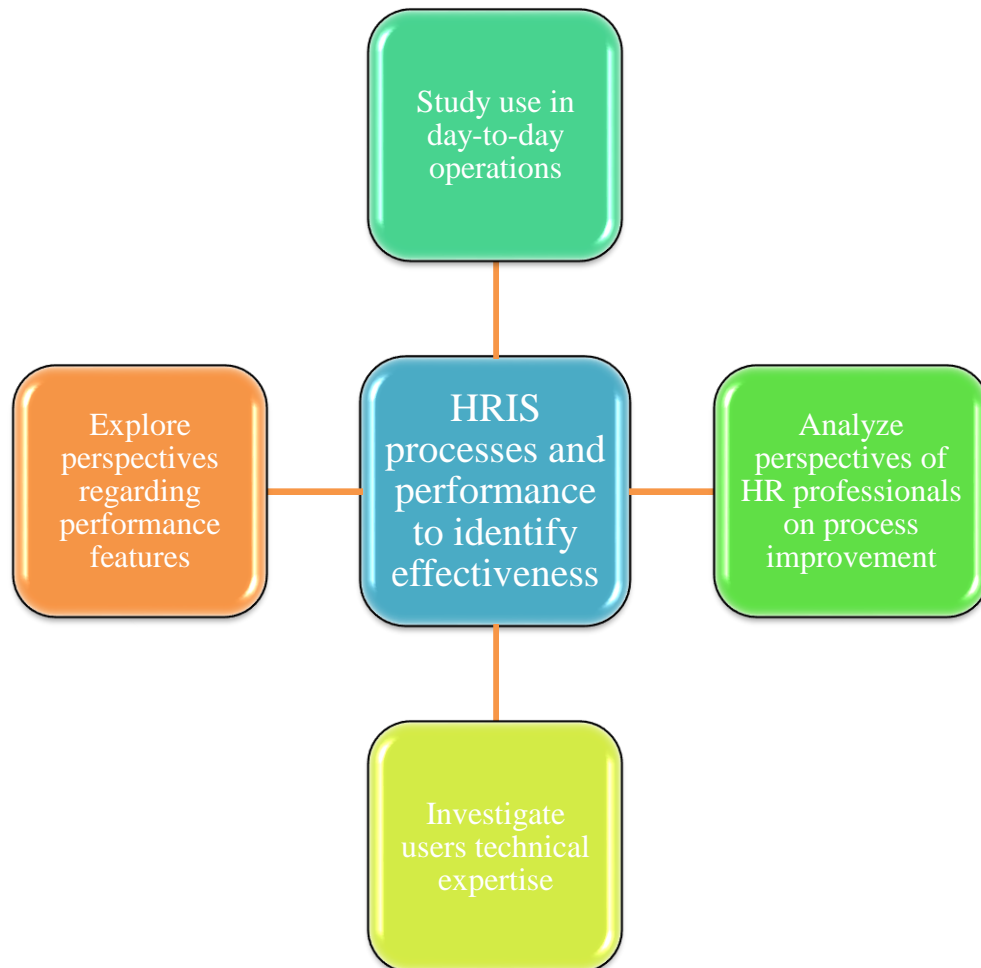 Study use in
day-to-day
operations
Explore
perspectives
regarding
performance
features
HRIS
processes and
performance
to identify
effectiveness
Analyze
perspectives of
HR professionals
on process
improvement
Investigate
users technical
expertise